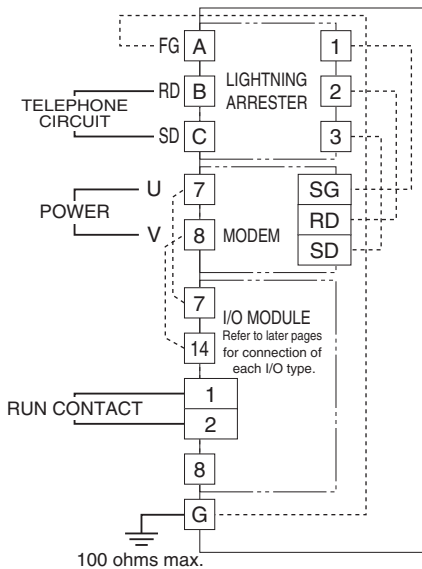 FG A 1
RD B LIGHTNING ARRESTER 2
TELEPHONE CIRCUIT
SD C 3
U 7 SG
POWER
RD
V 8 MODEM
SD
7 I/O MODULE
Refer to later pages
14 for connection of
each I/O type.
1
RUN CONTACT
2
8
G
100 ohms max.